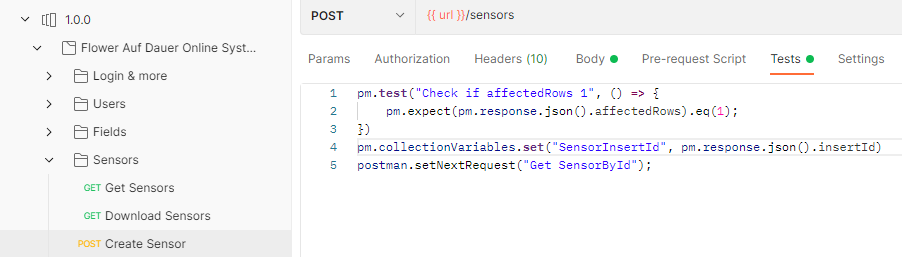 1.0.0
Flower Auf Dauer Online Syst...
Login & more
Users
Fields
Sensors
GET Get Sensors
GET Download Sensors
POST Create Sensor
POST {{ url }}/sensors
Params Authorization Headers (10) Body Pre-request Script Tests Settings
1 pm.test("Check if affectedRows 1", () => {
2 pm.expect(pm.response.json().affectedRows).eq(1);
3 })
4 pm.collectionVariables.set("SensorInsertId", pm.response.json().insertId)
5 postman.setNextRequest("Get SensorById");